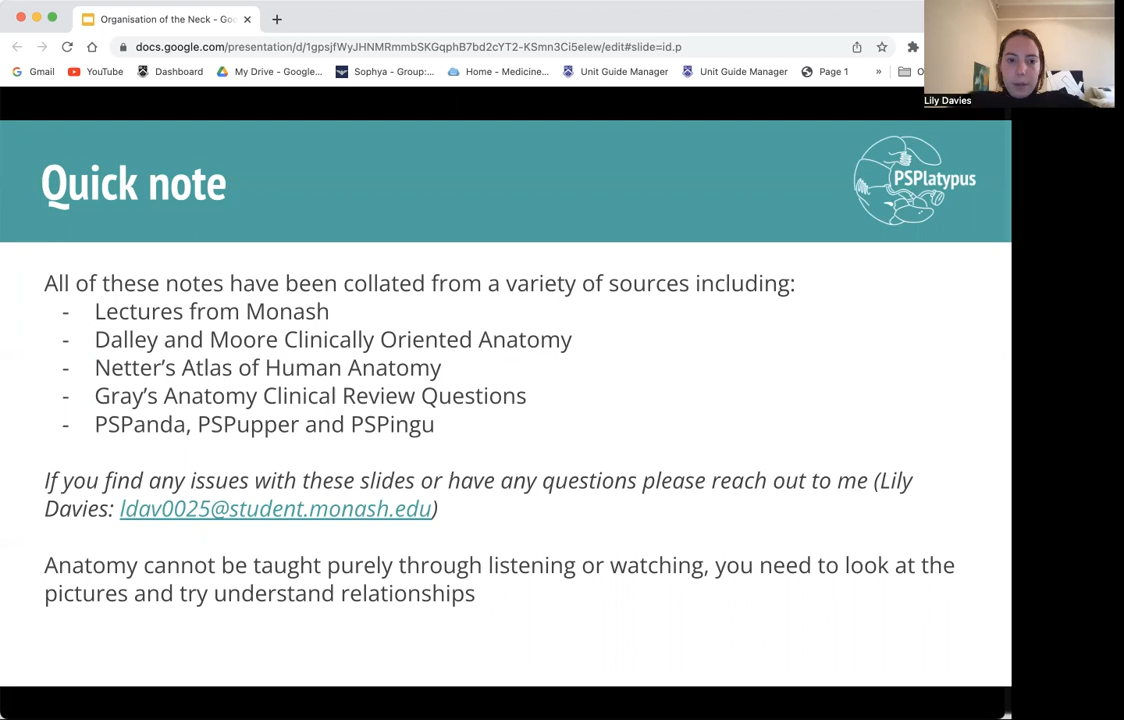 Organisation of the Neck - Goo
docs.google.com/presentation/d/1gpsjfWyJHNMRmmbSKGqphB7bd2cYT2-KSmn3Ci5elew/edit#slide=id.p
Gmail
YouTube
Dashboard
My Drive - Google...
Sophya - Group:...
Home - Medicine...
Unit Guide Manager
Unit Guide Manager
Page 1
»
O
Lily Davies
Quick note
PSPlatypus
All of these notes have been collated from a variety of sources including:
- Lectures from Monash
- Dalley and Moore Clinically Oriented Anatomy
- Netter's Atlas of Human Anatomy
- Gray's Anatomy Clinical Review Questions
- PSPanda, PSPupper and PSPingu
If you find any issues with these slides or have any questions please reach out to me (Lily
Davies: ldav0025@student.monash.edu)
Anatomy cannot be taught purely through listening or watching, you need to look at the
pictures and try understand relationships